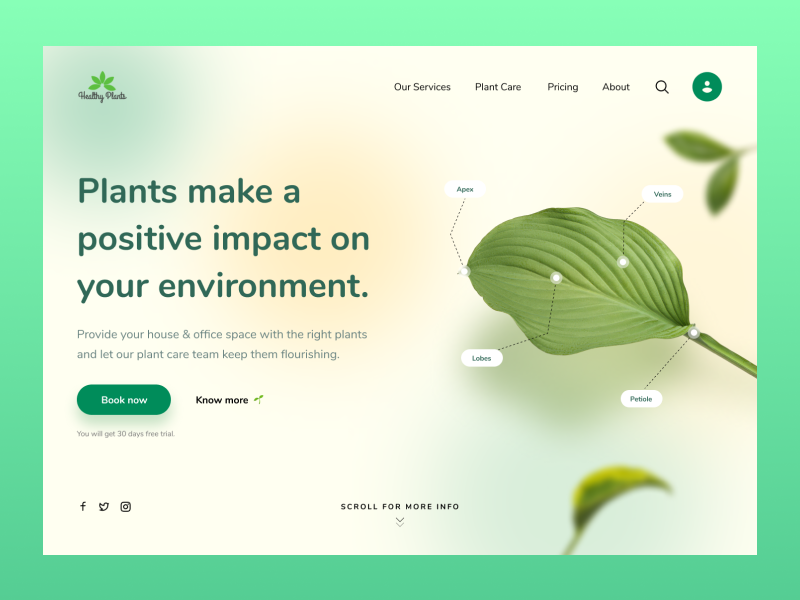 Healthy Plants
Our Services
Plant Care
Pricing
About
Plants make a
positive impact on
your environment.
Provide your house & office space with the right plants
and let our plant care team keep them flourishing.
Book now
Know more
You will get 30 days free trial.
Apex
Veins
Lobes
Petiole
SCROLL FOR MORE INFO